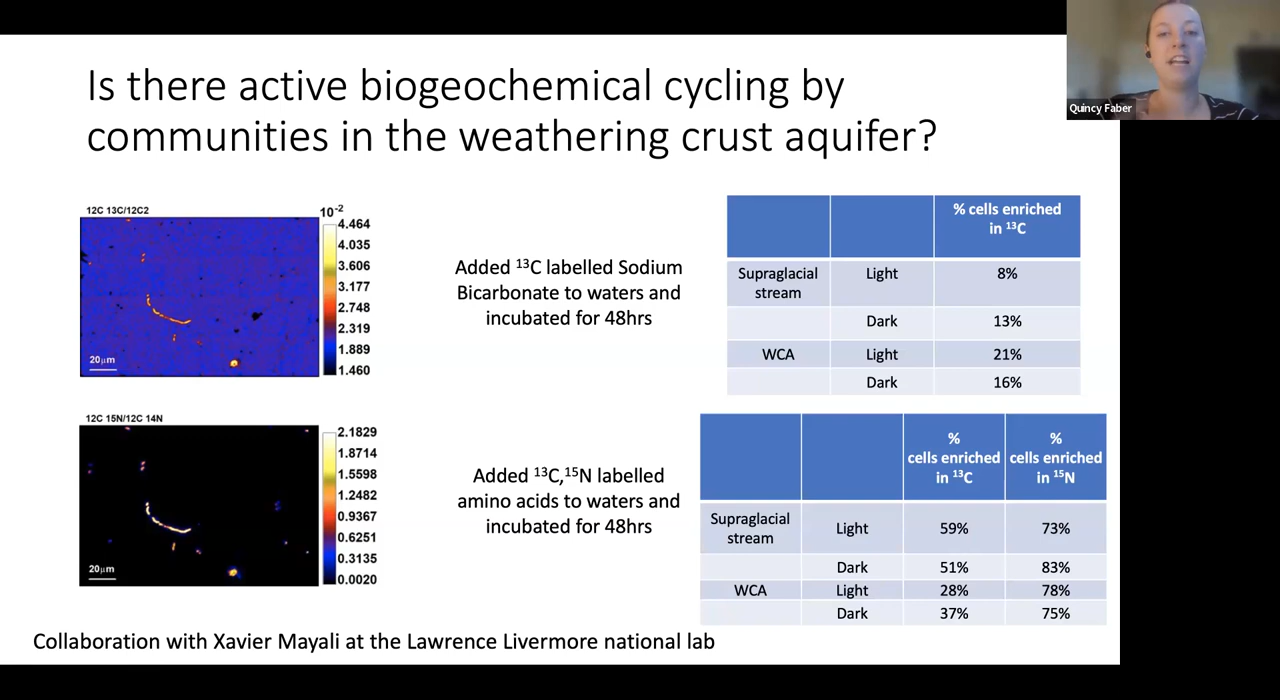 Is there active biogeochemical cycling by
communities in the weathering crust aquifer?
Quincy Faber
12C 13C/12C2
10-2
4.464
4.035
3.606
3.177
2.748
2.319
1.889
1.460
20μm
Added 13C labelled Sodium
Bicarbonate to waters and
incubated for 48hrs
% cells enriched
in 13C
Supraglacial
stream
Light
8%
Dark
13%
WCA
Light
21%
Dark
16%
12C 15N/12C 14N
2.1829
1.8714
1.5598
1.2482
0.9367
0.6251
0.3135
0.0020
20μm
Added 13C,15N labelled
amino acids to waters and
incubated for 48hrs
%
cells enriched
in 13C
%
cells enriched
in 15N
Supraglacial
stream
Light
59%
73%
Dark
51%
83%
WCA
Light
28%
78%
Dark
37%
75%
Collaboration with Xavier Mayali at the Lawrence Livermore national lab